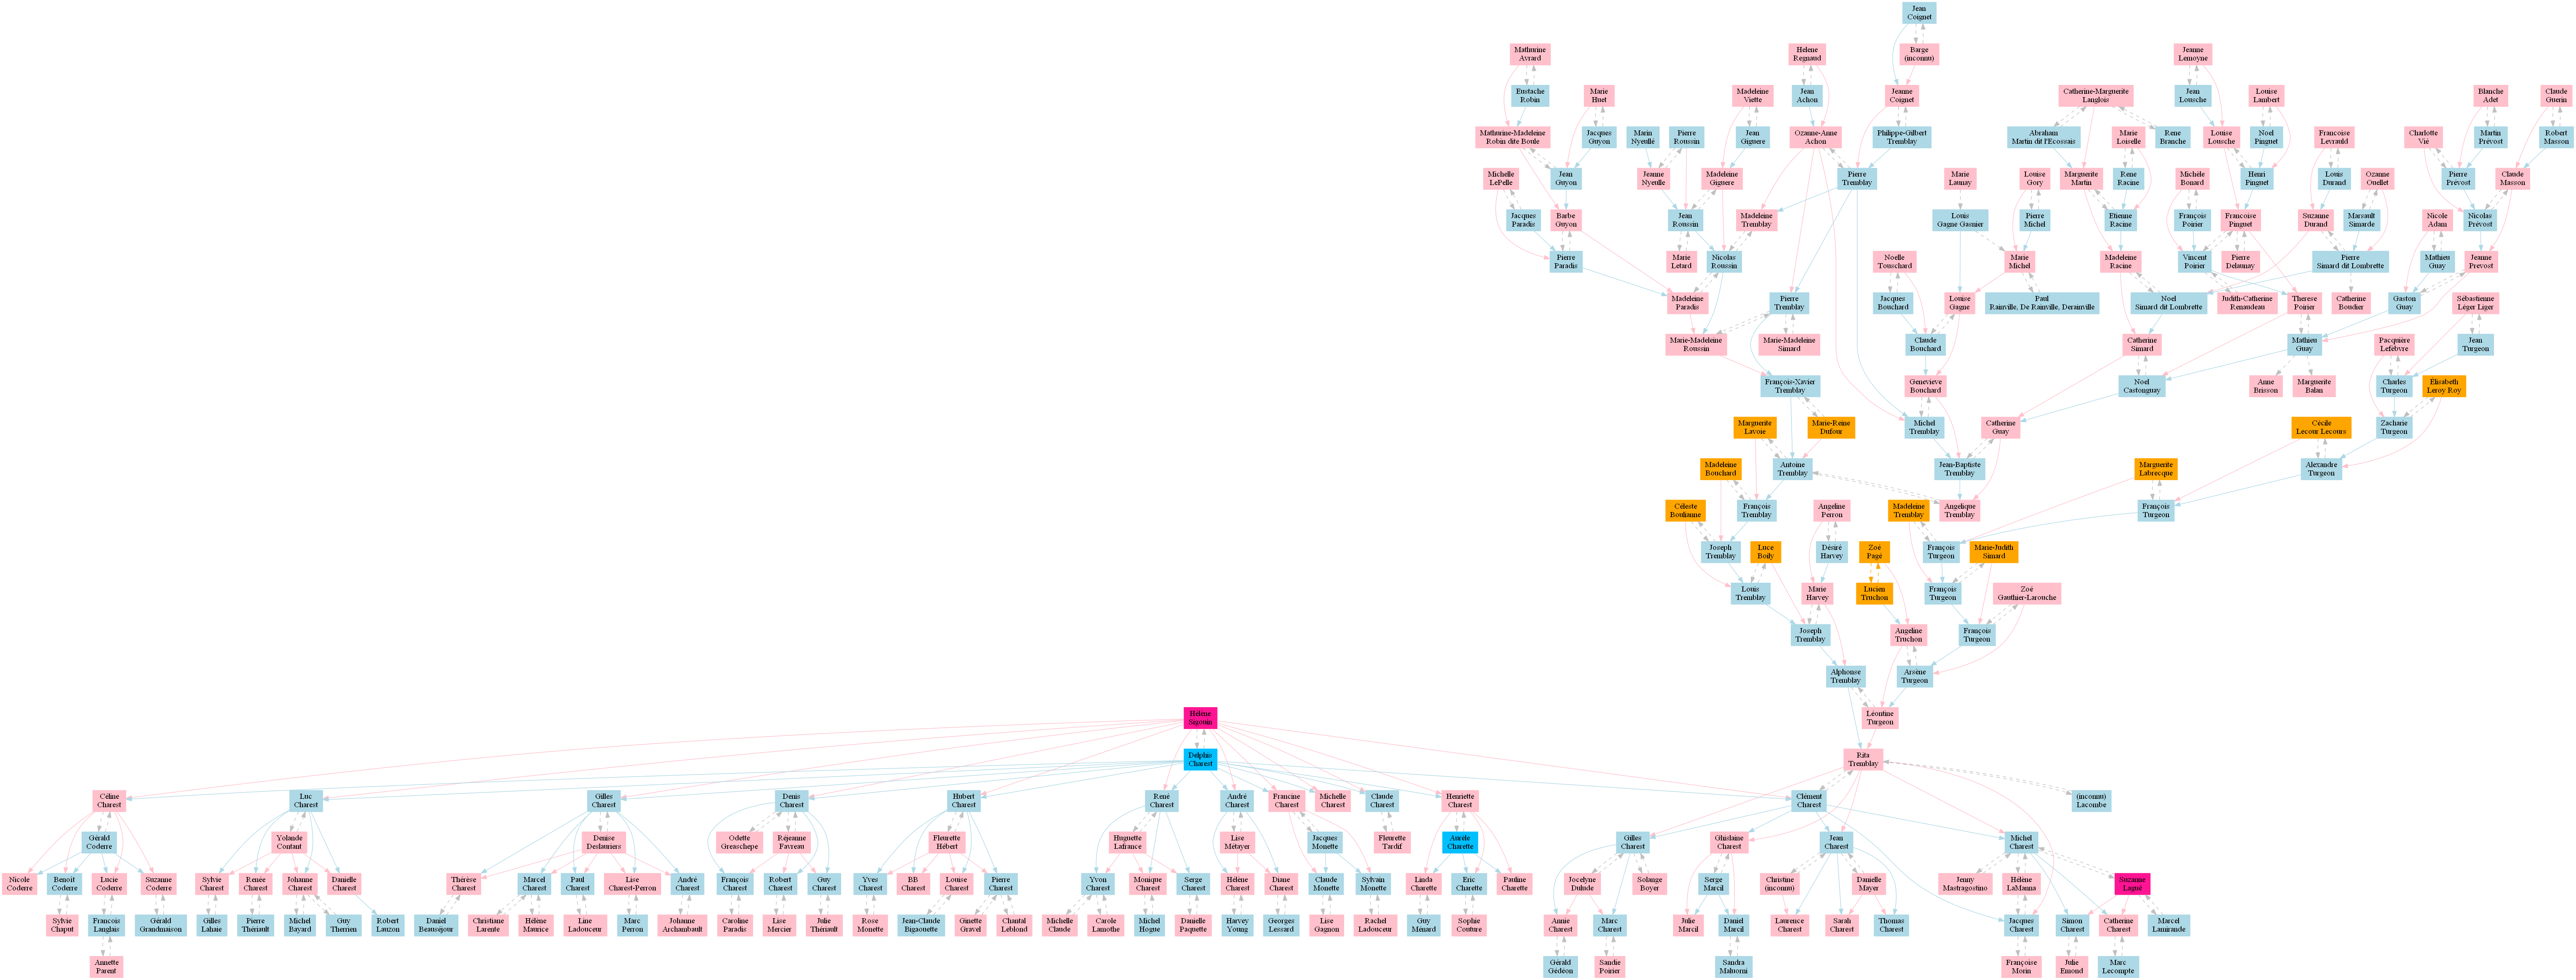 Jean
Coignet
Mathurine
Avrard
Helene
Regnaud
Barge
(inconnu)
Jeanne
Lemoyne
Eustache
Robin
Marie
Huet
Madeleine
Viette
Jean
Achon
Jeanne
Coignet
Catherine-Marguerite
Langlois
Jean
Lousche
Louise
Lambert
Blanche
Adet
Claude
Guerin
Mathurine-Madeleine
Robin dite Boule
Jacques
Guyon
Marin
Nyeullé
Pierre
Roussin
Jean
Giguere
Ozanne-Anne
Achon
Philippe-Gilbert
Tremblay
Abraham
Martin dit l'Ecossais
Marie
Loiselle
Rene
Branche
Louise
Lousche
Noel
Pinguet
Francoise
Levrauld
Charlotte
Vié
Martin
Prévost
Robert
Masson
Michelle
LePelle
Jean
Guyon
Jeanne
Nyeulle
Madeleine
Giguere
Pierre
Tremblay
Marie
Launay
Louise
Gory
Marguerite
Martin
Rene
Racine
Michèle
Bonard
Henri
Pinguet
Louis
Durand
Ozanne
Ouellet
Pierre
Prévost
Claude
Masson
Jacques
Paradis
Barbe
Guyon
Jean
Roussin
Madeleine
Tremblay
Louis
Gagne Gasnier
Pierre
Michel
Etienne
Racine
François
Poirier
Francoise
Pinguet
Suzanne
Durand
Marsault
Simarde
Nicole
Adam
Nicolas
Prévost
Pierre
Paradis
Marie
Letard
Nicolas
Roussin
Noelle
Touschard
Marie
Michel
Madeleine
Racine
Vincent
Poirier
Pierre
Delaunay
Pierre
Simard dit Lombrette
Mathieu
Guay
Jeanne
Prevost
Madeleine
Paradis
Pierre
Tremblay
Jacques
Bouchard
Louise
Gagne
Paul
Rainville, De Rainville, Derainville
Noel
Simard dit Lombrette
Judith-Catherine
Renaudeau
Therese
Poirier
Catherine
Boudier
Gaston
Guay
Sébastienne
Léger Liger
Marie-Madeleine
Roussin
Marie-Madeleine
Simard
Claude
Bouchard
Catherine
Simard
Mathieu
Guay
Pacquière
Lefebvre
Jean
Turgeon
François-Xavier
Tremblay
Genevieve
Bouchard
Noel
Castonguay
Anne
Brisson
Marguerite
Balan
Charles
Turgeon
Elisabeth
Leroy Roy
Marguerite
Lavoie
Marie-Reine
Dufour
Michel
Tremblay
Catherine
Guay
Cécile
Lecour Lecours
Zacharie
Turgeon
Madeleine
Bouchard
Antoine
Tremblay
Jean-Baptiste
Tremblay
Marguerite
Labrecque
Alexandre
Turgeon
Céleste
Boulianne
François
Tremblay
Angeline
Perron
Madeleine
Tremblay
Angelique
Tremblay
François
Turgeon
Joseph
Tremblay
Luce
Boily
Désiré
Harvey
Zoé
Pagé
François
Turgeon
Marie-Judith
Simard
Louis
Tremblay
Marie
Harvey
Lucien
Truchon
François
Turgeon
Zoé
Gauthier-Larouche
Joseph
Tremblay
Angeline
Truchon
François
Turgeon
Alphonse
Tremblay
Arsène
Turgeon
Hélène
Sigouin
Léontine
Turgeon
Delphis
Charest
Rita
Tremblay
Céline
Charest
Luc
Charest
Gilles
Charest
Denis
Charest
Hubert
Charest
René
Charest
André
Charest
Francine
Charest
Michelle
Charest
Claude
Charest
Henriette
Charest
Clément
Charest
(inconnu)
Lacombe
Gérald
Coderre
Yolande
Coutant
Denise
Deslauriers
Odette
Greaschepe
Réjeanne
Favreau
Fleurette
Hébert
Huguette
Lafrance
Lise
Métayer
Jacques
Monette
Fleurette
Tardif
Aurèle
Charette
Gilles
Charest
Ghislaine
Charest
Jean
Charest
Michel
Charest
Nicole
Coderre
Benoit
Coderre
Lucie
Coderre
Suzanne
Coderre
Sylvie
Charest
Renée
Charest
Johanne
Charest
Danielle
Charest
Thérèse
Charest
Marcel
Charest
Paul
Charest
Lise
Charest-Perron
André
Charest
François
Charest
Robert
Charest
Guy
Charest
Yves
Charest
BB
Charest
Louise
Charest
Pierre
Charest
Yvon
Charest
Monique
Charest
Serge
Charest
Hélène
Charest
Diane
Charest
Claude
Monette
Sylvain
Monette
Linda
Charette
Eric
Charette
Pauline
Charette
Jocelyne
Dulude
Solange
Boyer
Serge
Marcil
Christine
(inconnu)
Danielle
Mayer
Jenny
Mastragostino
Hélène
LaManna
Suzanne
Laguë
Sylvie
Chaput
François
Langlais
Gérald
Grandmaison
Gilles
Lahaie
Pierre
Thériault
Michel
Bayard
Guy
Therrien
Robert
Lauzon
Daniel
Beauséjour
Christiane
Larente
Hélène
Maurice
Line
Ladouceur
Marc
Perron
Johanne
Archambault
Caroline
Paradis
Lise
Mercier
Julie
Thériault
Rose
Monette
Jean-Claude
Bigaouette
Ginette
Gravel
Chantal
Leblond
Michelle
Claude
Carole
Lamothe
Michel
Hogue
Danielle
Paquette
Harvey
Young
Georges
Lessard
Lise
Gagnon
Rachel
Ladouceur
Guy
Ménard
Sophie
Couture
Annie
Charest
Marc
Charest
Julie
Marcil
Daniel
Marcil
Laurence
Charest
Sarah
Charest
Thomas
Charest
Jacques
Charest
Simon
Charest
Catherine
Charest
Marcel
Lamirande
Annette
Parent
Gérald
Gédéon
Sandie
Poirier
Sandra
Maluorni
Françoise
Morin
Julie
Emond
Marc
Lecompte